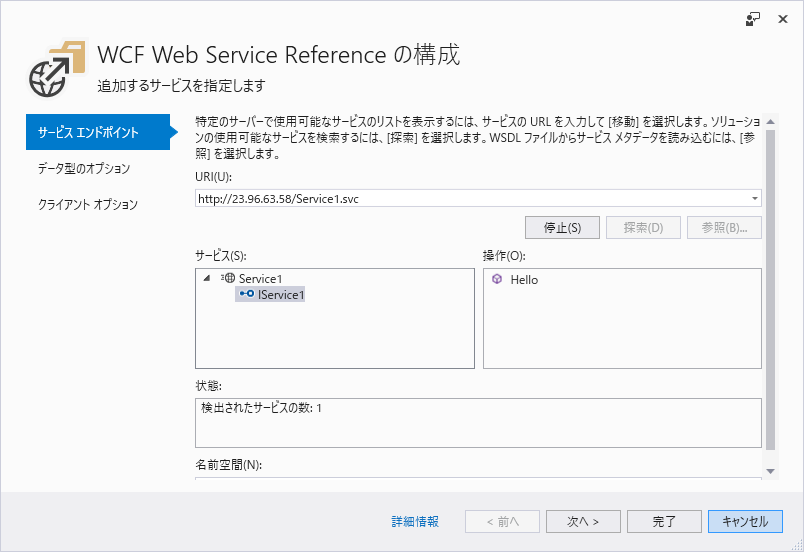 WCF Web Service Reference の構成
追加するサービスを指定します
サービス エンドポイント
データ型のオプション
クライアント オプション
特定のサーバーで使用可能なサービスのリストを表示するには、サービスの URL を入力して [移動] を選択します。ソリューショ
ンの使用可能なサービスを検索するには、[探索] を選択します。WSDL ファイルからサービス メタデータを読み込むには、[参
照] を選択します。
URI(U):
http://23.96.63.58/Service1.svc
停止(S)
探索(D)
参照(B)...
サービス(S):
Service1
IService1
操作(O):
Hello
状態:
検出されたサービスの数: 1
名前空間(N):
詳細情報
< 前へ
次へ >
完了
キャンセル